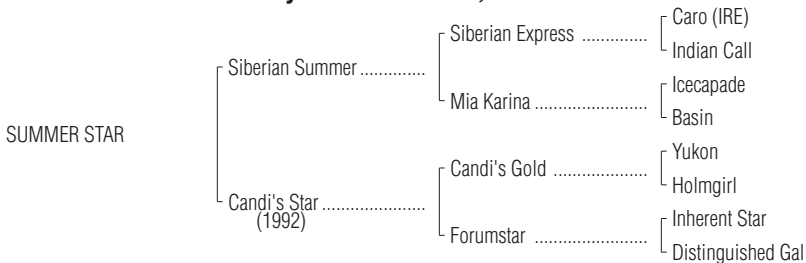 Caro (IRE)
Siberian Express ..............
Indian Call
Siberian Summer ..............
Icecapade
Mia Karina ........................
Basin
SUMMER STAR
Yukon
Candi's Gold ....................
Holmgirl
Candi's Star ......................
(1992)
Inherent Star
Forumstar ........................
Distinguished Gal